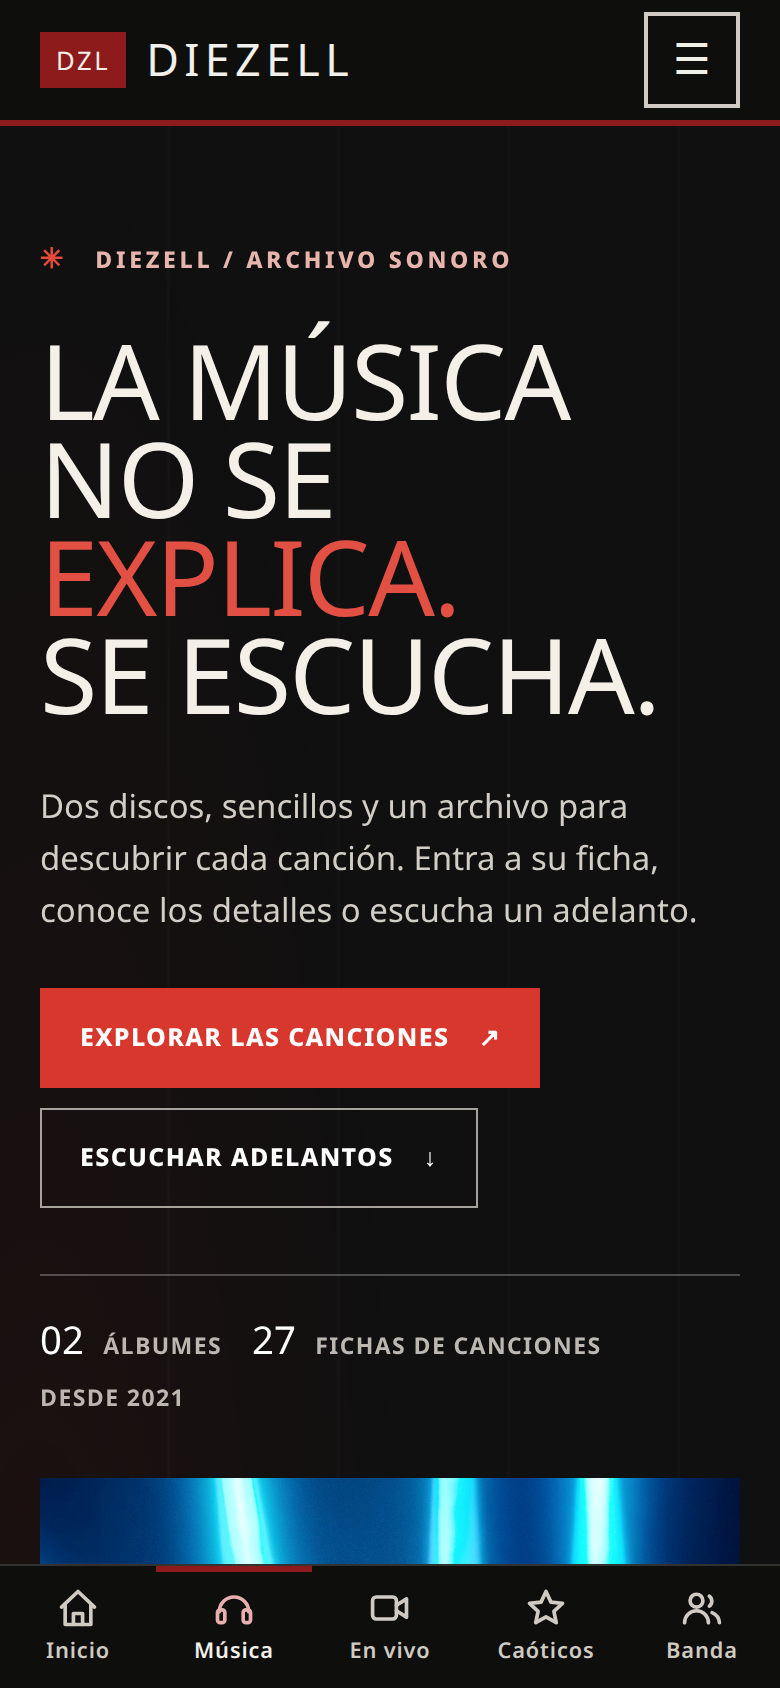 DZL DIEZELL ☰
✳ DIEZELL / ARCHIVO SONORO
LA MÚSICA
NO SE
EXPLICA.
SE ESCUCHA.
Dos discos, sencillos y un archivo para
descubrir cada canción. Entra a su ficha,
conoce los detalles o escucha un adelanto.
EXPLORAR LAS CANCIONES ↗
ESCUCHAR ADELANTOS ↓
02 ÁLBUMES 27 FICHAS DE CANCIONES
DESDE 2021
Inicio Música En vivo Caóticos Banda